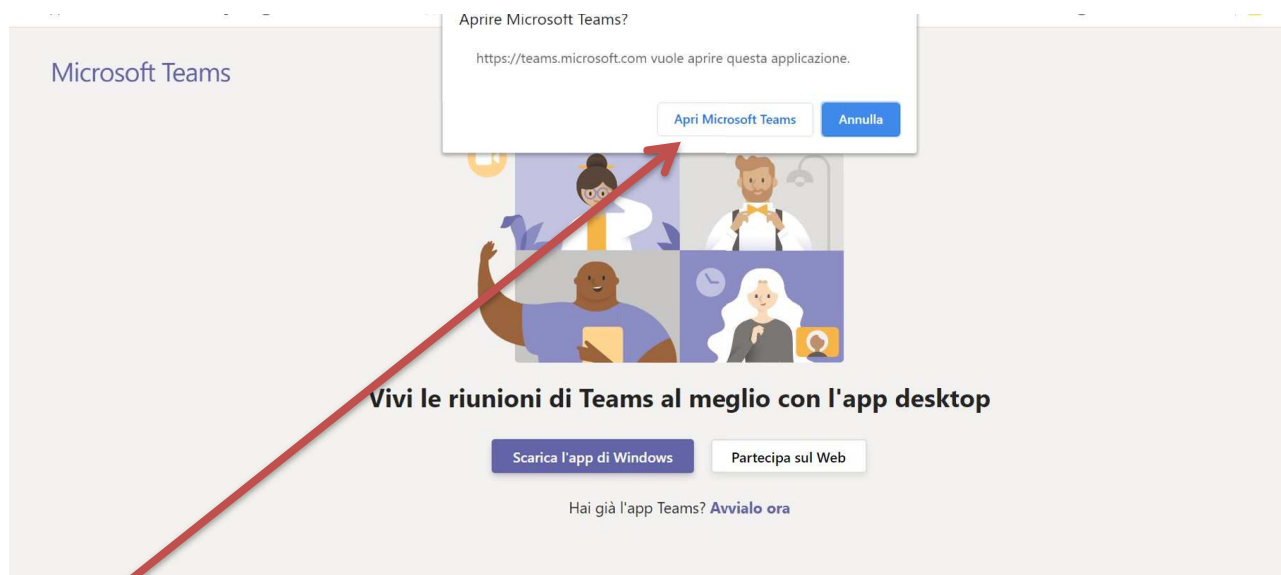 Aprire Microsoft Teams?
https://teams.microsoft.com vuole aprire questa applicazione.
Microsoft Teams
Apri Microsoft Teams
Annulla
Vivi le riunioni di Teams al meglio con l'app desktop
Scarica l'app di Windows
Partecipa sul Web
Hai già l'app Teams? Avvialo ora